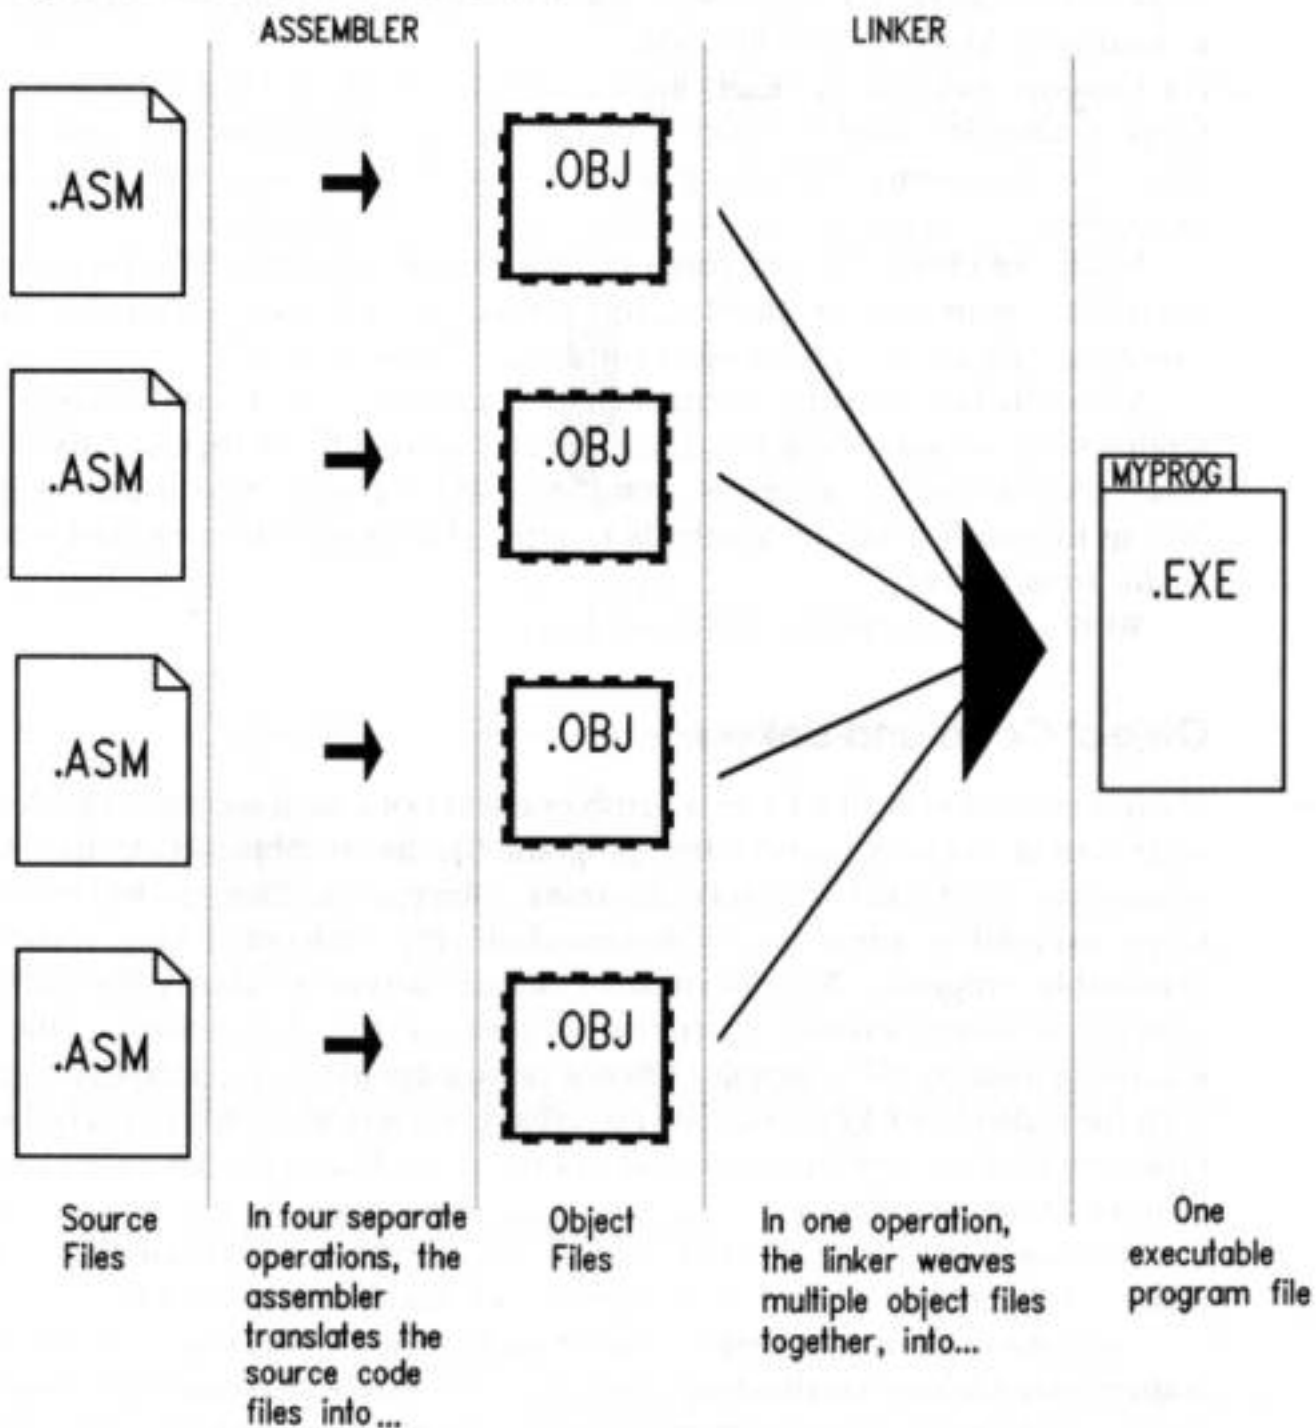 ASSEMBLER
LINKER
.ASM
.OBJ
.ASM
.OBJ
MYPROG
.EXE
.ASM
.OBJ
.ASM
.OBJ
Source
Files
In four separate
operations, the
assembler
translates the
source code
files into...
Object
Files
In one operation,
the linker weaves
multiple object files
together, into...
One
executable
program file